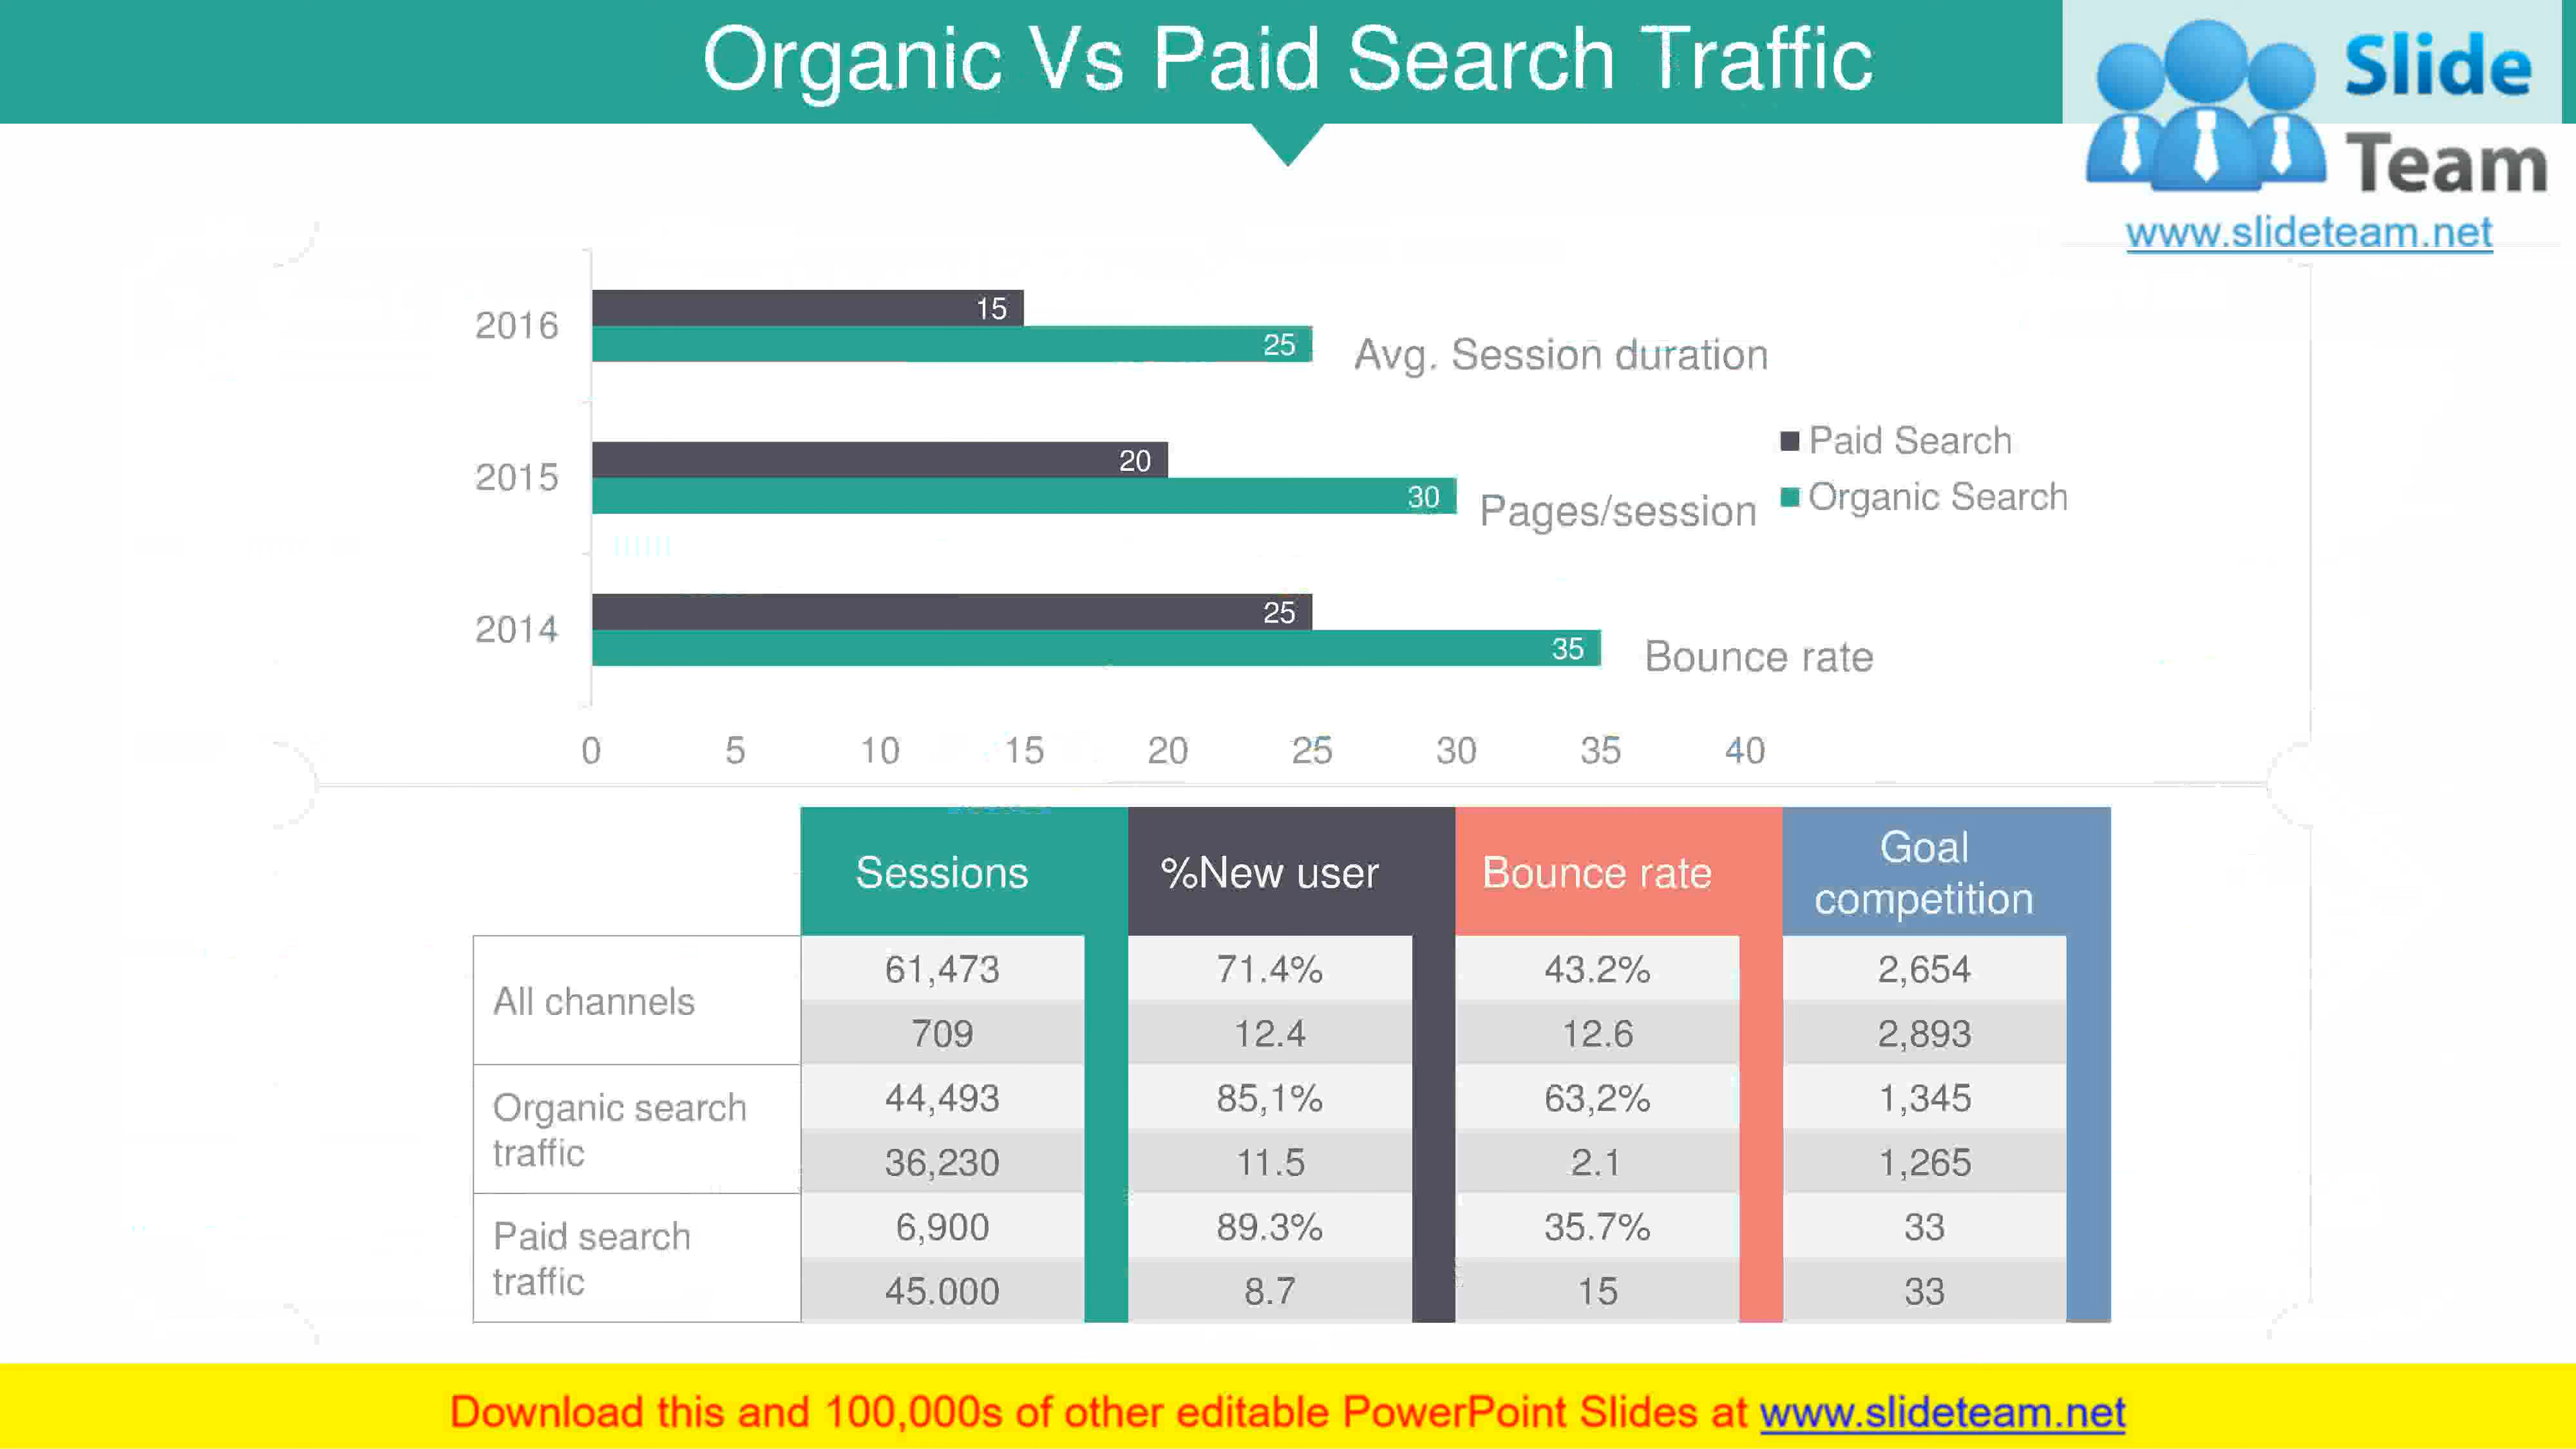 Organic Vs Paid Search Traffic
Slide
Team
www.slideteam.net
2016
15
25
Avg. Session duration
2015
20
30
Pages/session
Paid Search
Organic Search
2014
25
35
Bounce rate
0 5 10 15 20 25 30 35 40
Sessions %New user Bounce rate Goal
competition
All channels
61,473 71.4% 43.2% 2,654
709 12.4 12.6 2,893
Organic search
traffic
44,493 85,1% 63,2% 1,345
36,230 11.5 2.1 1,265
Paid search
traffic
6,900 89.3% 35.7% 33
45.000 8.7 15 33
Download this and 100,000s of other editable PowerPoint Slides at www.slideteam.net